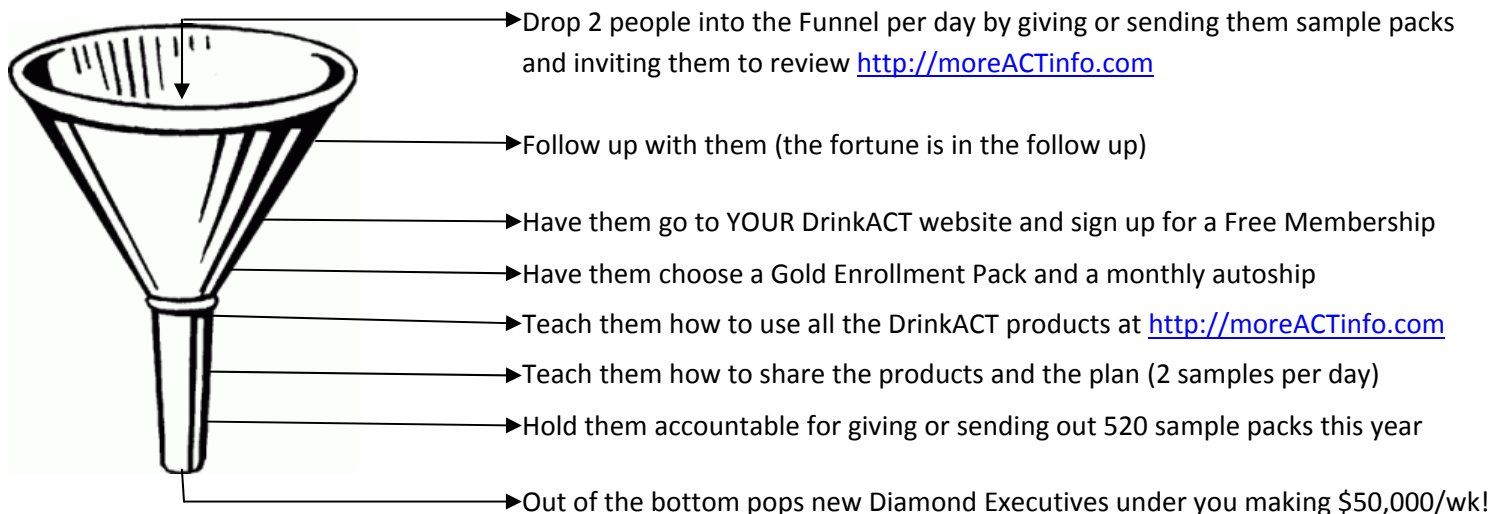 Drop 2 people into the Funnel per day by giving or sending them sample packs
and inviting them to review http://moreACTinfo.com
Follow up with them (the fortune is in the follow up)
Have them go to YOUR DrinkACT website and sign up for a Free Membership
Have them choose a Gold Enrollment Pack and a monthly autoship
Teach them how to use all the DrinkACT products at http://moreACTinfo.com
Teach them how to share the products and the plan (2 samples per day)
Hold them accountable for giving or sending out 520 sample packs this year
Out of the bottom pops new Diamond Executives under you making $50,000/wk!